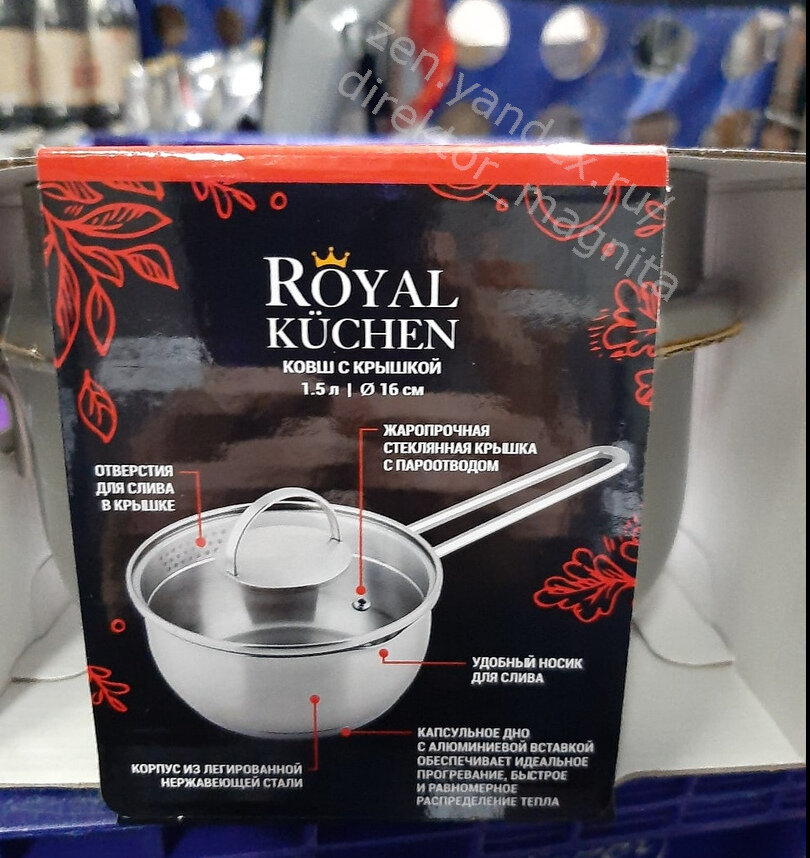 zen.yandex.ru/
direktor_magnita
ROYAL
KÜCHEN
КОВШ С КРЫШКОЙ
1.5 л | Ø 16 см
ЖАРОПРОЧНАЯ
СТЕКЛЯННАЯ КРЫШКА
С ПАРООТВОДОМ
ОТВЕРСТИЯ
ДЛЯ СЛИВА
В КРЫШКЕ
УДОБНЫЙ НОСИК
ДЛЯ СЛИВА
КАПСУЛЬНОЕ ДНО
С АЛЮМИНИЕВОЙ ВСТАВКОЙ
ОБЕСПЕЧИВАЕТ ИДЕАЛЬНОЕ
ПРОГРЕВАНИЕ, БЫСТРОЕ
И РАВНОМЕРНОЕ
РАСПРЕДЕЛЕНИЕ ТЕПЛА
КОРПУС ИЗ ЛЕГИРОВАННОЙ
НЕРЖАВЕЮЩЕЙ СТАЛИ